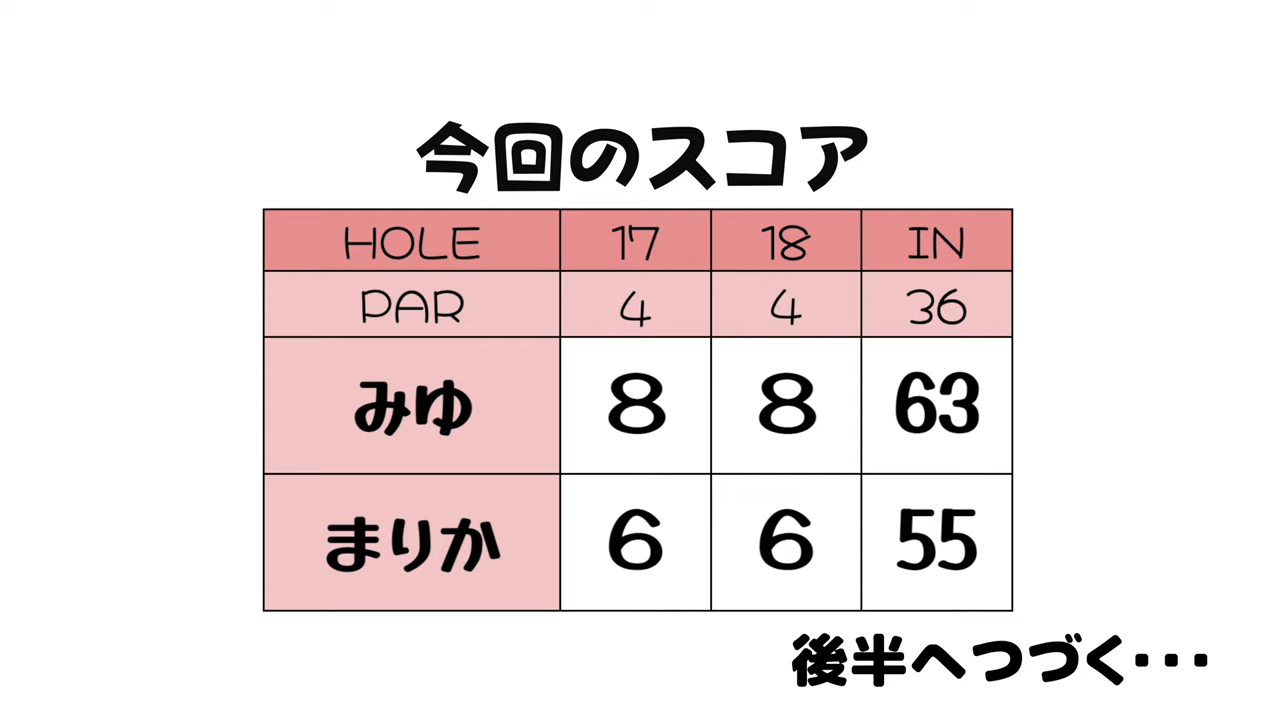 今回のスコア
HOLE 17 18 IN
PAR 4 4 36
みゆ 8 8 63
まりか 6 6 55
後半へつづく・・・